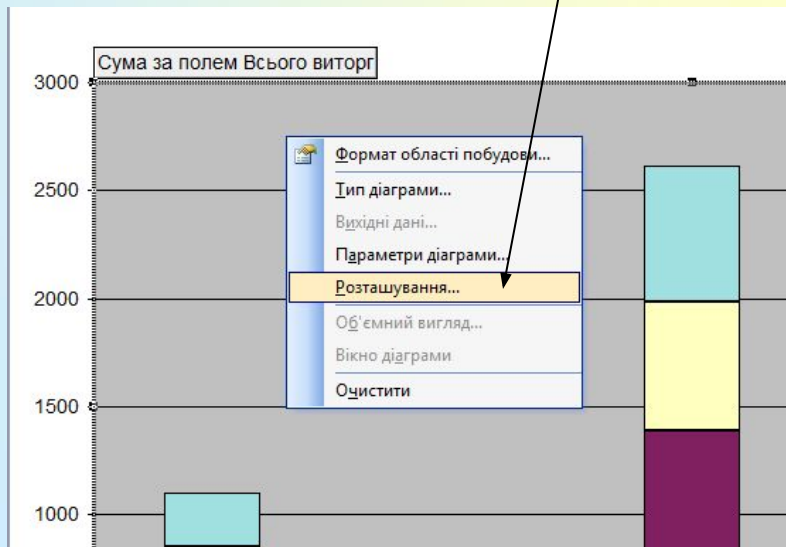 Сума за полем Всього виторг
3000
2500
2000
1500
1000
Формат області побудови...
Тип діаграми...
Вихідні дані...
Параметри діаграми...
Розташування...
Об'ємний вигляд...
Вікно діаграми
Очистити